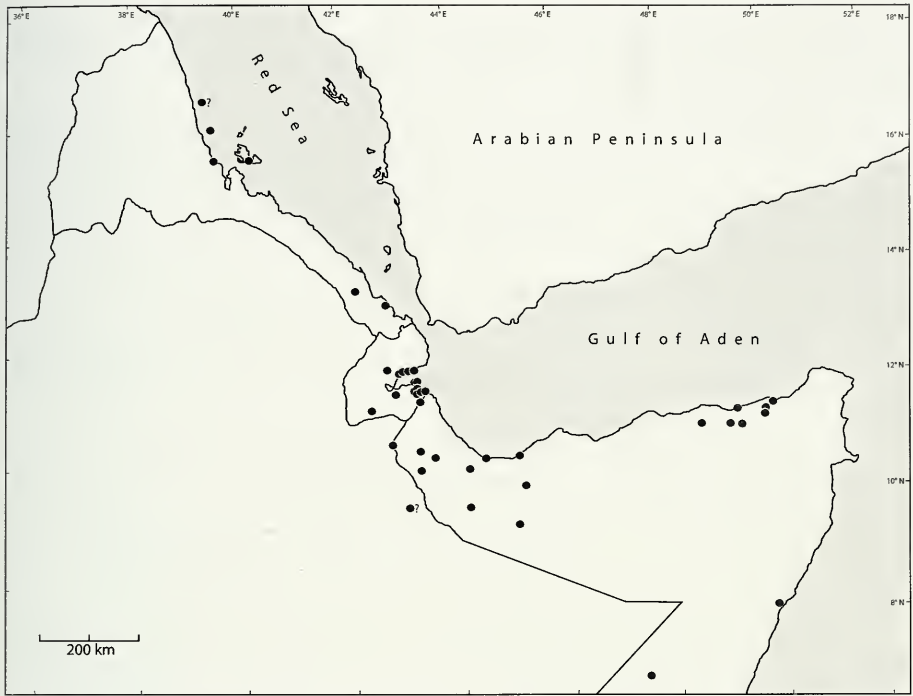 36°E 38°E 40°E 42°E 44°E 46°E 48°E 50°E 52°E 18°N
Red Sea
?
Arabian Peninsula
16°N
14°N
Gulf of Aden
12°N
10°N
?
8°N
200 km